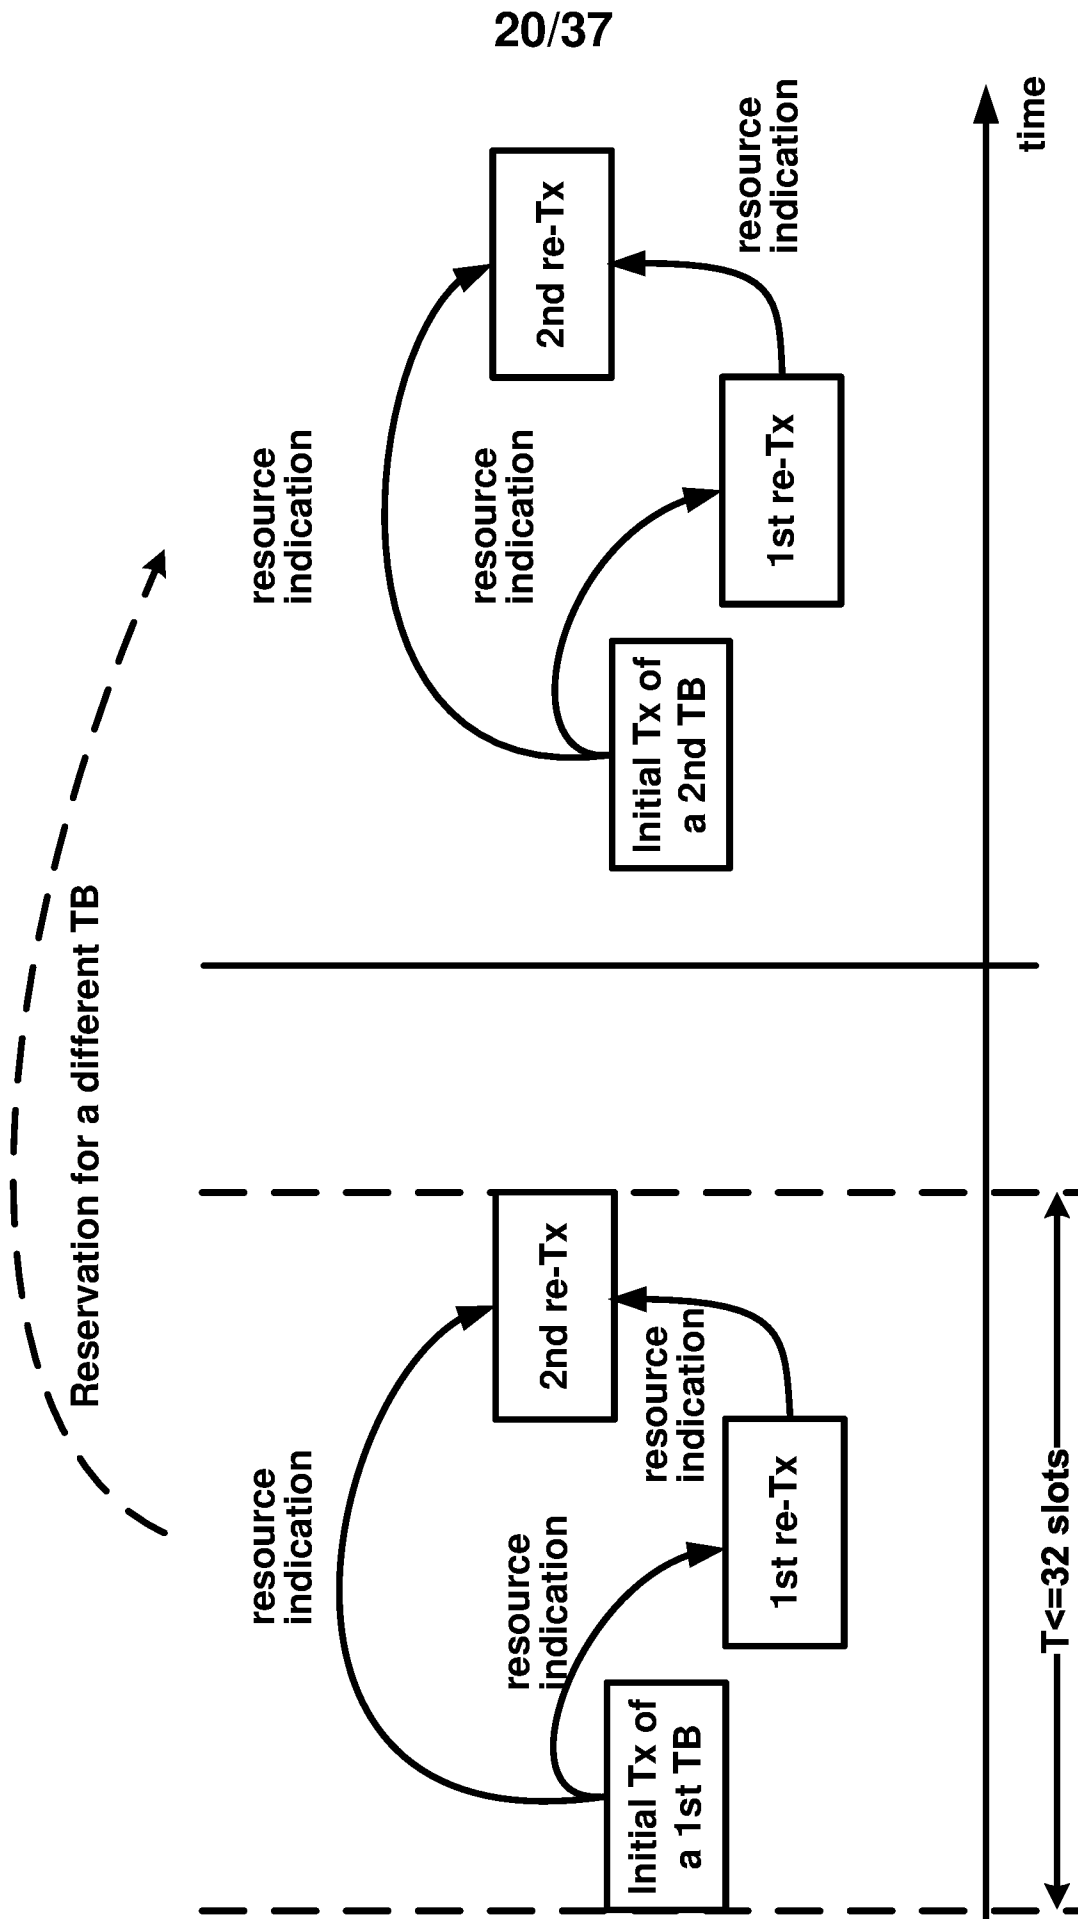 20/37
Reservation for a different TB
resource
indication
resource
indication
resource
indication
Initial Tx of
a 1st TB
1st re-Tx
2nd re-Tx
T<=32 slots
resource
indication
resource
indication
resource
indication
Initial Tx of
a 2nd TB
1st re-Tx
2nd re-Tx
time